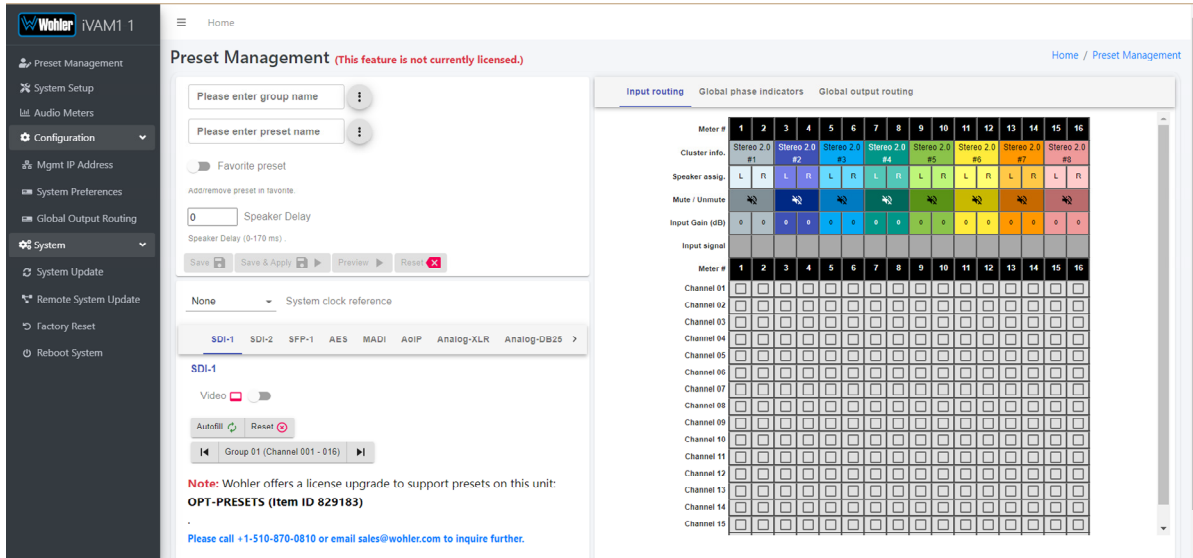 Wohler iVAM1 1
Home
Preset Management
System Setup
Audio Meters
Configuration
Mgmt IP Address
System Preferences
Global Output Routing
System
System Update
Remote System Update
Factory Reset
Reboot System
Preset Management (This feature is not currently licensed.)
Home / Preset Management
Please enter group name
Please enter preset name
Favorite preset
Add/remove preset in favorite.
0 Speaker Delay
Speaker Delay (0-170 ms) .
Save Save & Apply Preview Reset
None System clock reference
SDI-1 SDI-2 SFP-1 AES MADI AoIP Analog-XLR Analog-DB25
SDI-1
Video
Autofill Reset
Group 01 (Channel 001 - 016)
Note: Wohler offers a license upgrade to support presets on this unit:
OPT-PRESETS (Item ID 829183)
.
Please call +1-510-870-0810 or email sales@wohler.com to inquire further.
Input routing Global phase indicators Global output routing
Meter # 1 2 3 4 5 6 7 8 9 10 11 12 13 14 15 16
Cluster info. Stereo 2.0 #1 Stereo 2.0 #2 Stereo 2.0 #3 Stereo 2.0 #4 Stereo 2.0 #5 Stereo 2.0 #6 Stereo 2.0 #7 Stereo 2.0 #8
Speaker assig. L R L R L R L R L R L R L R L R
Mute / Unmute
Input Gain (dB) 0 0 0 0 0 0 0 0 0 0 0 0 0 0 0 0
Input signal
Meter # 1 2 3 4 5 6 7 8 9 10 11 12 13 14 15 16
Channel 01
Channel 02
Channel 03
Channel 04
Channel 05
Channel 06
Channel 07
Channel 08
Channel 09
Channel 10
Channel 11
Channel 12
Channel 13
Channel 14
Channel 15